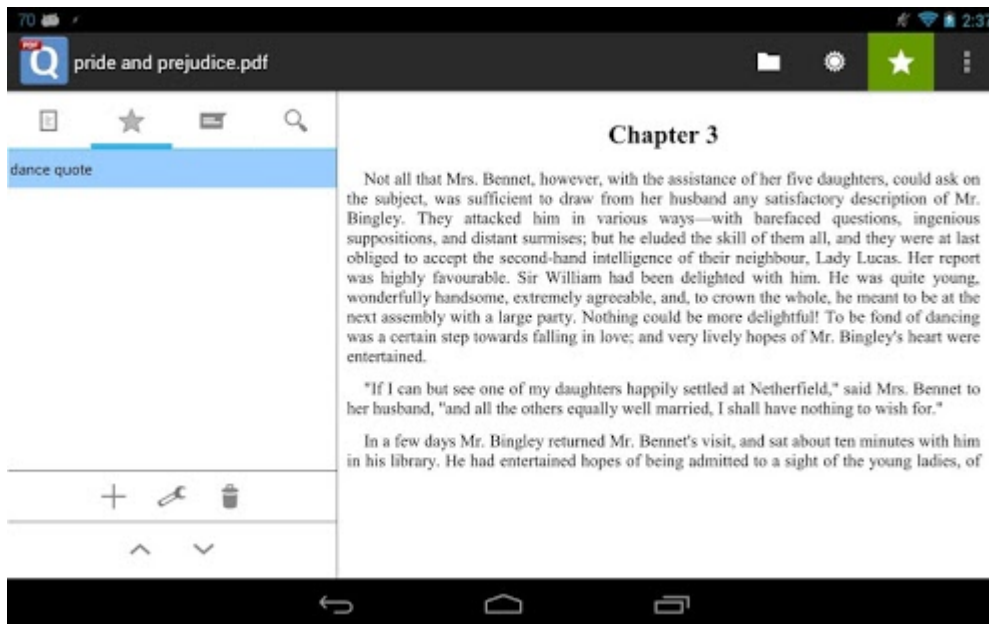 70 2:37
PDF
Q pride and prejudice.pdf
dance quote
Chapter 3
Not all that Mrs. Bennet, however, with the assistance of her five daughters, could ask on
the subject, was sufficient to draw from her husband any satisfactory description of Mr.
Bingley. They attacked him in various ways—with barefaced questions, ingenious
suppositions, and distant surmises; but he eluded the skill of them all, and they were at last
obliged to accept the second-hand intelligence of their neighbour, Lady Lucas. Her report
was highly favourable. Sir William had been delighted with him. He was quite young,
wonderfully handsome, extremely agreeable, and, to crown the whole, he meant to be at the
next assembly with a large party. Nothing could be more delightful! To be fond of dancing
was a certain step towards falling in love; and very lively hopes of Mr. Bingley's heart were
entertained.
"If I can but see one of my daughters happily settled at Netherfield," said Mrs. Bennet to
her husband, "and all the others equally well married, I shall have nothing to wish for."
In a few days Mr. Bingley returned Mr. Bennet's visit, and sat about ten minutes with him
in his library. He had entertained hopes of being admitted to a sight of the young ladies, of